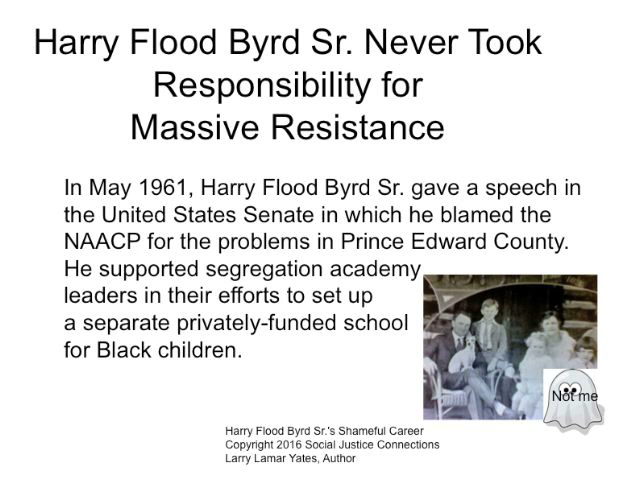 Harry Flood Byrd Sr. Never Took
Responsibility for
Massive Resistance
In May 1961, Harry Flood Byrd Sr. gave a speech in
the United States Senate in which he blamed the
NAACP for the problems in Prince Edward County.
He supported segregation academy
leaders in their efforts to set up
a separate privately-funded school
for Black children.
Not me
Harry Flood Byrd Sr.'s Shameful Career
Copyright 2016 Social Justice Connections
Larry Lamar Yates, Author